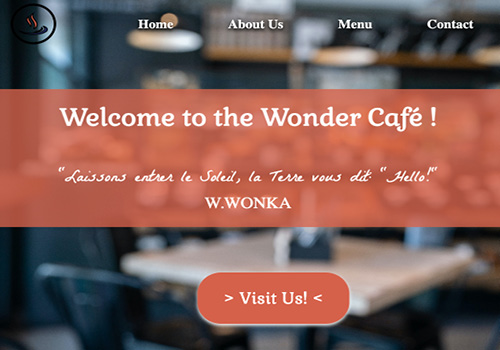 Home About Us Menu Contact
Welcome to the Wonder Café !
"Laissons entrer le Soleil, la Terre vous dit: "Hello!"
W.WONKA
> Visit Us! <